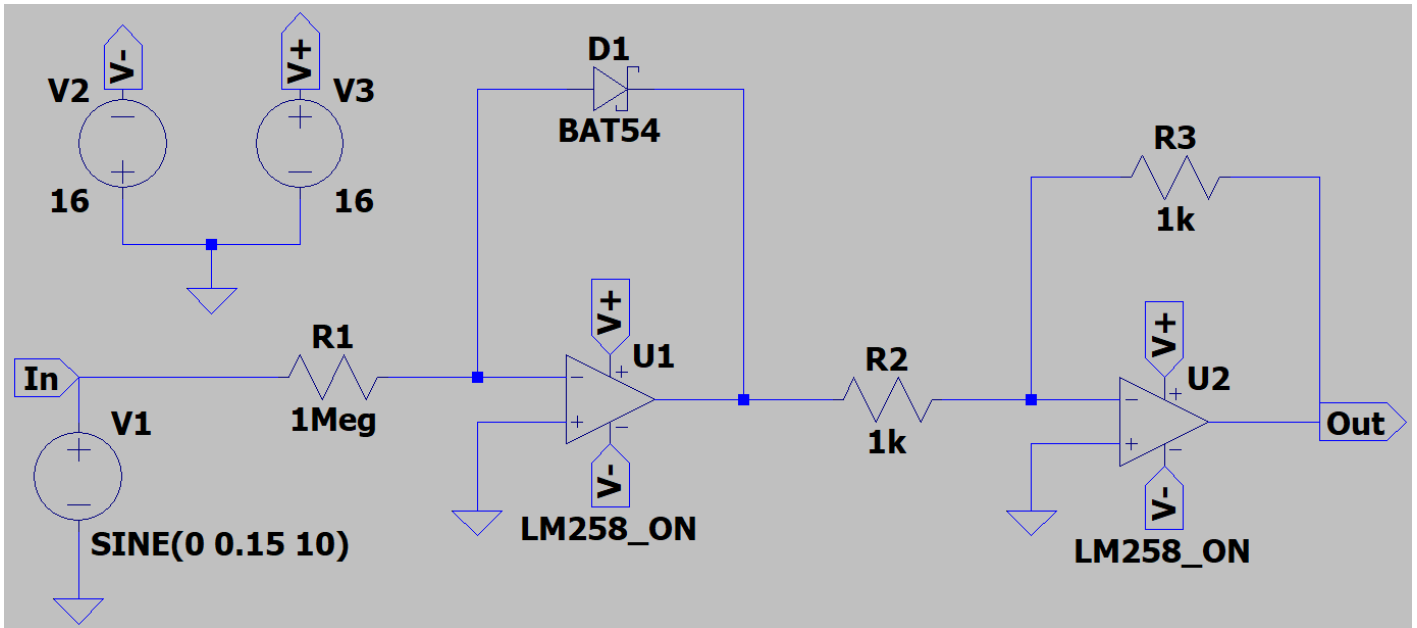 V-
V+
V2
V3
16
16
D1
BAT54
R3
1k
In
R1
1Meg
V+
U1
V-
LM258_ON
R2
1k
V+
U2
V-
LM258_ON
Out
V1
SINE(0 0.15 10)